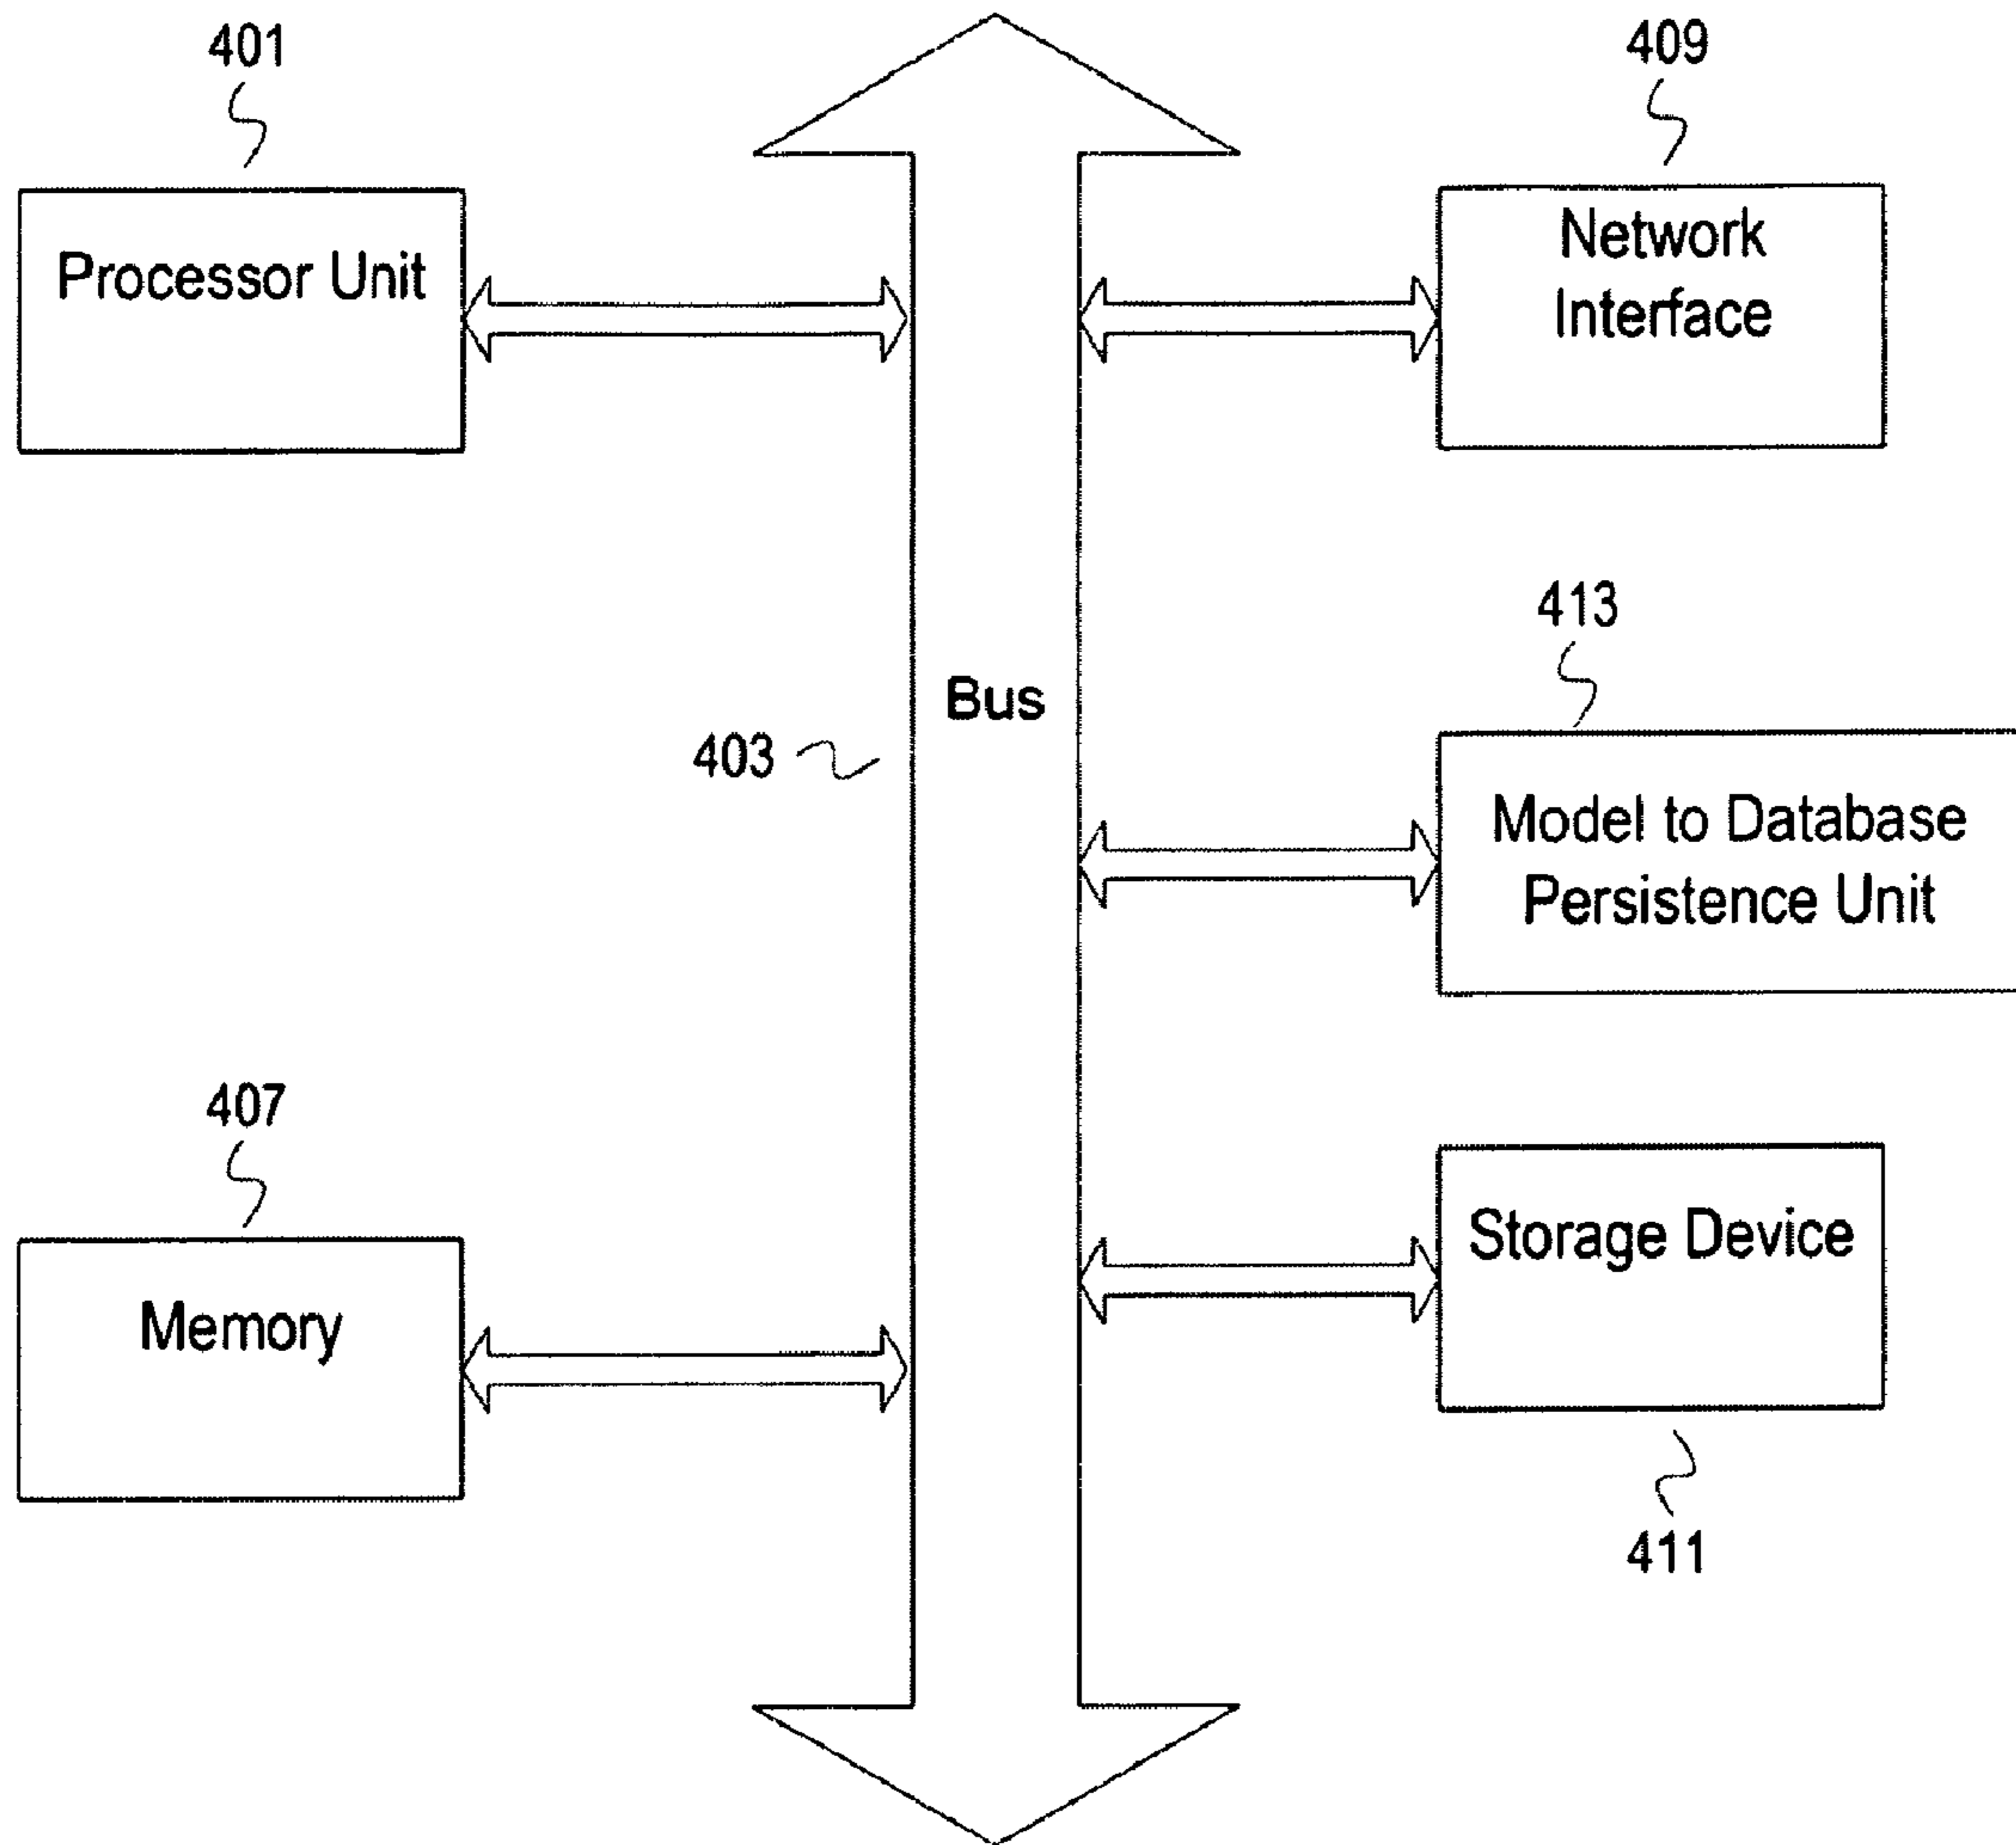 401
Processor Unit
409
Network
Interface
Bus
403
413
Model to Database
Persistence Unit
407
Memory
Storage Device
411